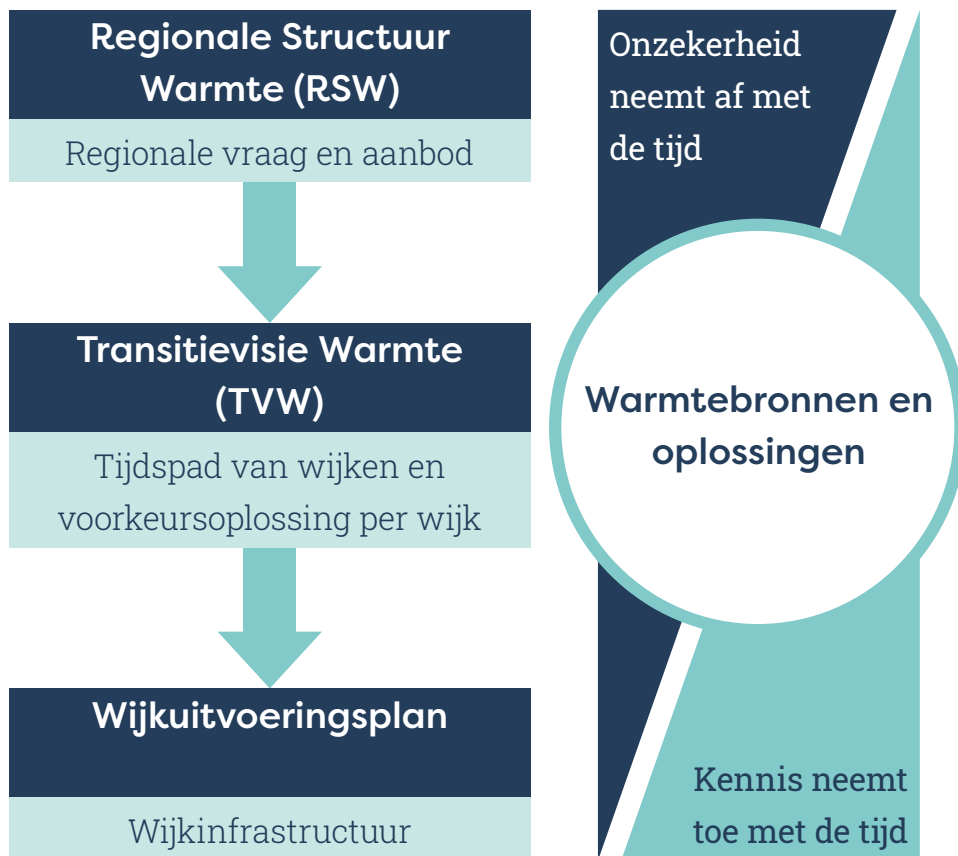 Regionale Structuur
Warmte (RSW)
Regionale vraag en aanbod
Transitievisie Warmte
(TVW)
Tijdspad van wijken en
voorkeursoplossing per wijk
Wijkuitvoeringsplan
Wijkinfrastructuur
Onzekerheid
neemt af met
de tijd
Warmtebronnen en
oplossingen
Kennis neemt
toe met de tijd